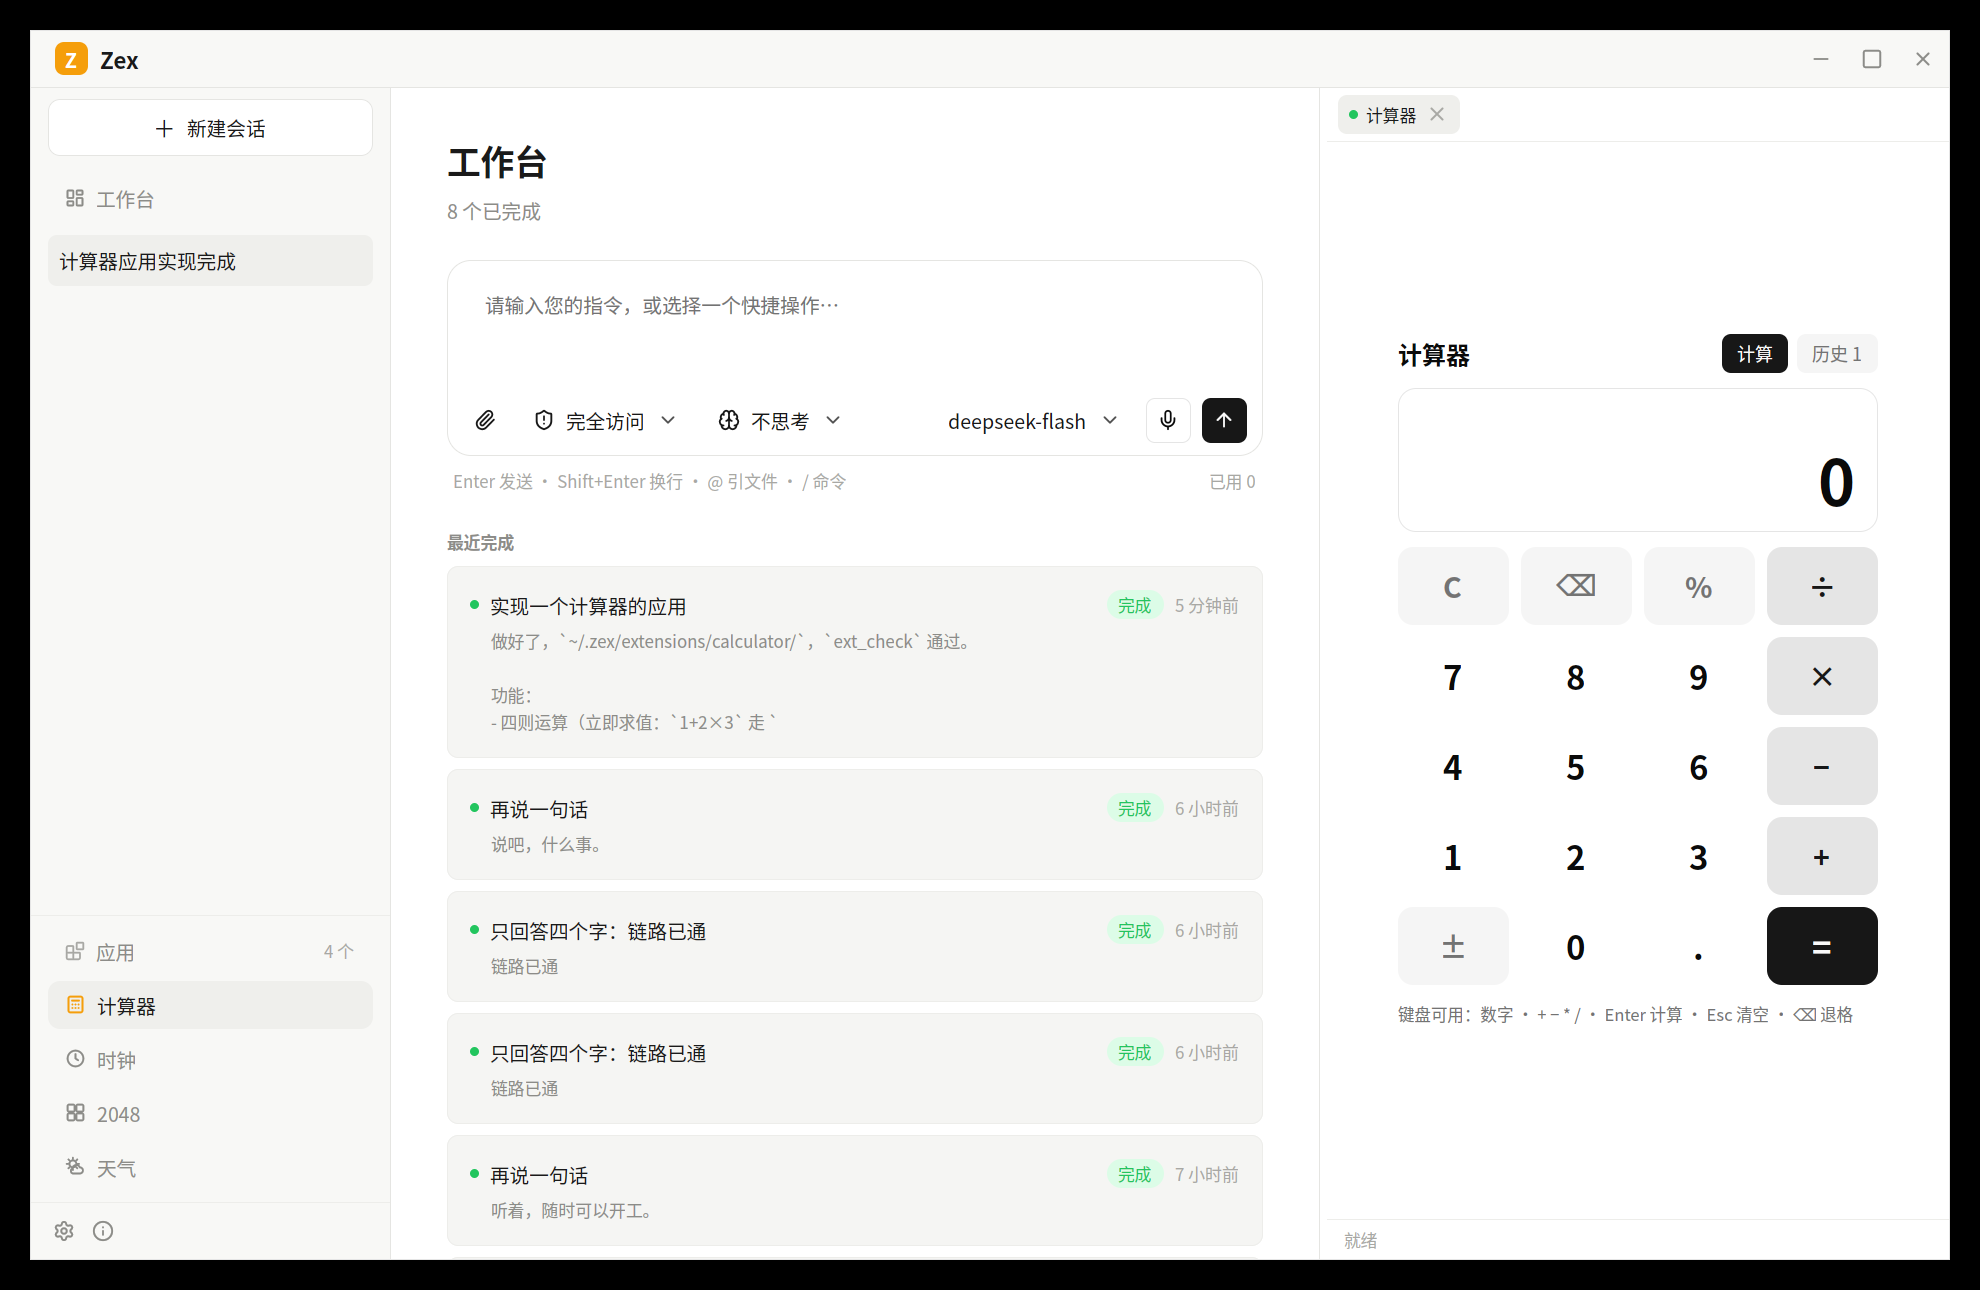 Z Zex
新建会话
工作台
计算器应用实现完成
应用 4 个
计算器
时钟
2048
天气
工作台
8 个已完成
请输入您的指令，或选择一个快捷操作…
完全访问 不思考 deepseek-flash
Enter 发送 · Shift+Enter 换行 · @ 引文件 · / 命令 已用 0
最近完成
实现一个计算器的应用 完成 5 分钟前
做好了，`~/.zex/extensions/calculator/`，`ext_check` 通过。
功能：
- 四则运算（立即求值：`1+2×3` 走 `
再说一句话 完成 6 小时前
说吧，什么事。
只回答四个字：链路已通 完成 6 小时前
链路已通
只回答四个字：链路已通 完成 6 小时前
链路已通
再说一句话 完成 7 小时前
听着，随时可以开工。
计算器
计算器 计算 历史 1
0
C ⌫ % ÷
7 8 9 ×
4 5 6 −
1 2 3 +
± 0 . =
键盘可用：数字 · + − * / · Enter 计算 · Esc 清空 · ⌫ 退格
就绪